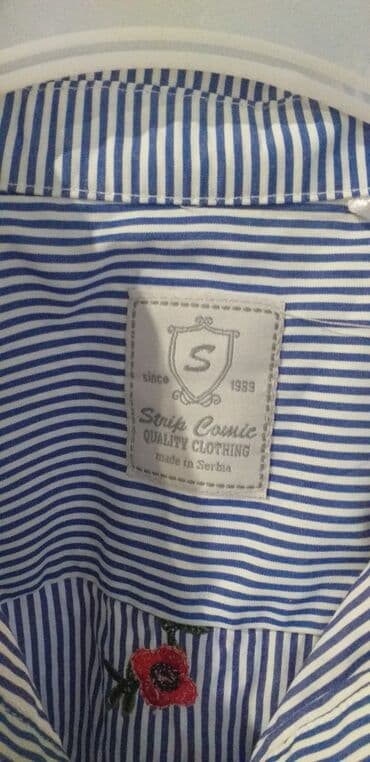 S
since 1989
Strip Comic
QUALITY CLOTHING
made in Serbia